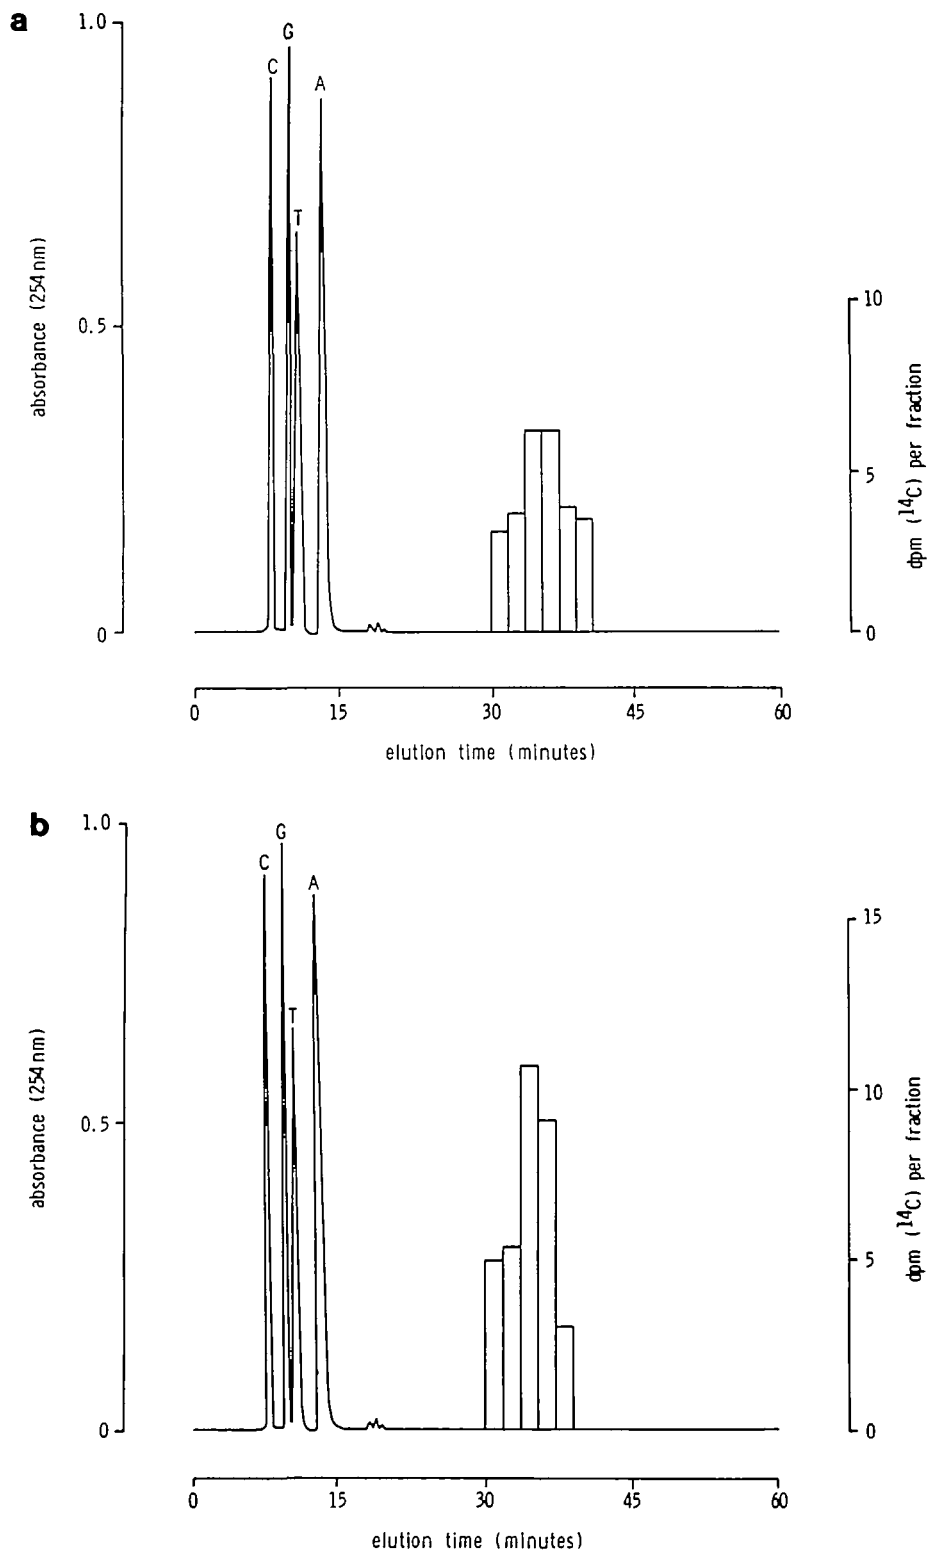 a
1.0
0.5
0
absorbance (254 nm)
C
G
T
A
10
5
0
dpm (14C) per fraction
0 15 30 45 60
elution time (minutes)
b
1.0
0.5
0
absorbance (254 nm)
C
G
T
A
15
10
5
0
dpm (14C) per fraction
0 15 30 45 60
elution time (minutes)